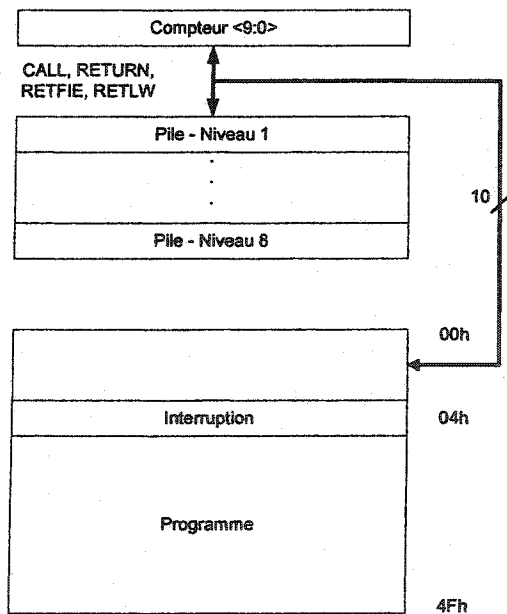 Compteur <9:0>
CALL, RETURN,
RETFIE, RETLW
Pile - Niveau 1
.
.
.
Pile - Niveau 8
10
00h
Interruption
04h
Programme
4Fh